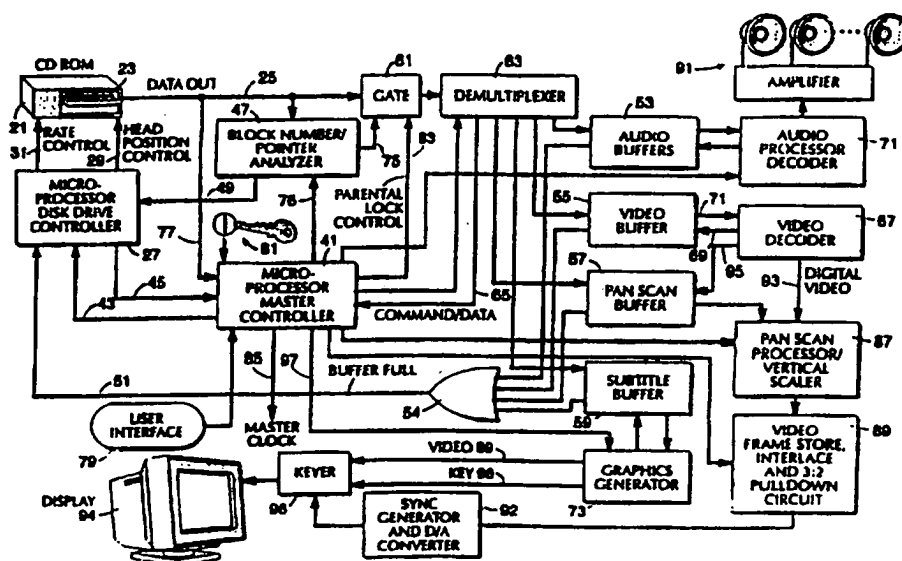 CD ROM
23
DATA OUT
25
61
GATE
63
DEMULTIPLEXER
91
AMPLIFIER
21
31
RATE CONTROL
29
HEAD POSITION CONTROL
47
BLOCK NUMBER/
POINTER
ANALYZER
75
83
53
AUDIO
BUFFERS
AUDIO
PROCESSOR
DECODER
71
MICRO-
PROCESSOR
DISK DRIVE
CONTROLLER
27
49
76
PARENTAL
LOCK
CONTROL
77
81
55
VIDEO
BUFFER
71
69
95
VIDEO
DECODER
67
41
MICRO-
PROCESSOR
MASTER
CONTROLLER
45
43
65
COMMAND/DATA
57
PAN SCAN
BUFFER
93
DIGITAL
VIDEO
PAN SCAN
PROCESSOR/
VERTICAL
SCALER
87
85
97
BUFFER FULL
51
54
SUBTITLE
BUFFER
59
USER
INTERFACE
79
MASTER
CLOCK
VIDEO 89
KEY 98
KEYER
96
GRAPHICS
GENERATOR
73
VIDEO
FRAME STORE,
INTERLACE
AND 3:2
PULLDOWN
CIRCUIT
89
DISPLAY
94
SYNC
GENERATOR
AND D/A
CONVERTER
92